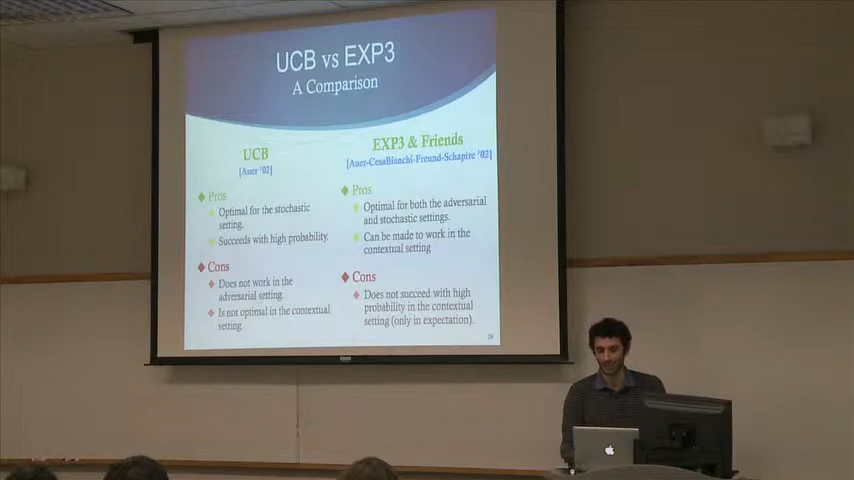 UCB vs EXP3
A Comparison
UCB
[Auer '02]
Pros
Optimal for the stochastic
setting.
Succeeds with high probability.
Cons
Does not work in the
adversarial setting.
Is not optimal in the contextual
setting.
EXP3 & Friends
[Auer-CesaBianchi-Freund-Schapire '02]
Pros
Optimal for both the adversarial
and stochastic settings.
Can be made to work in the
contextual setting
Cons
Does not succeed with high
probability in the contextual
setting (only in expectation).